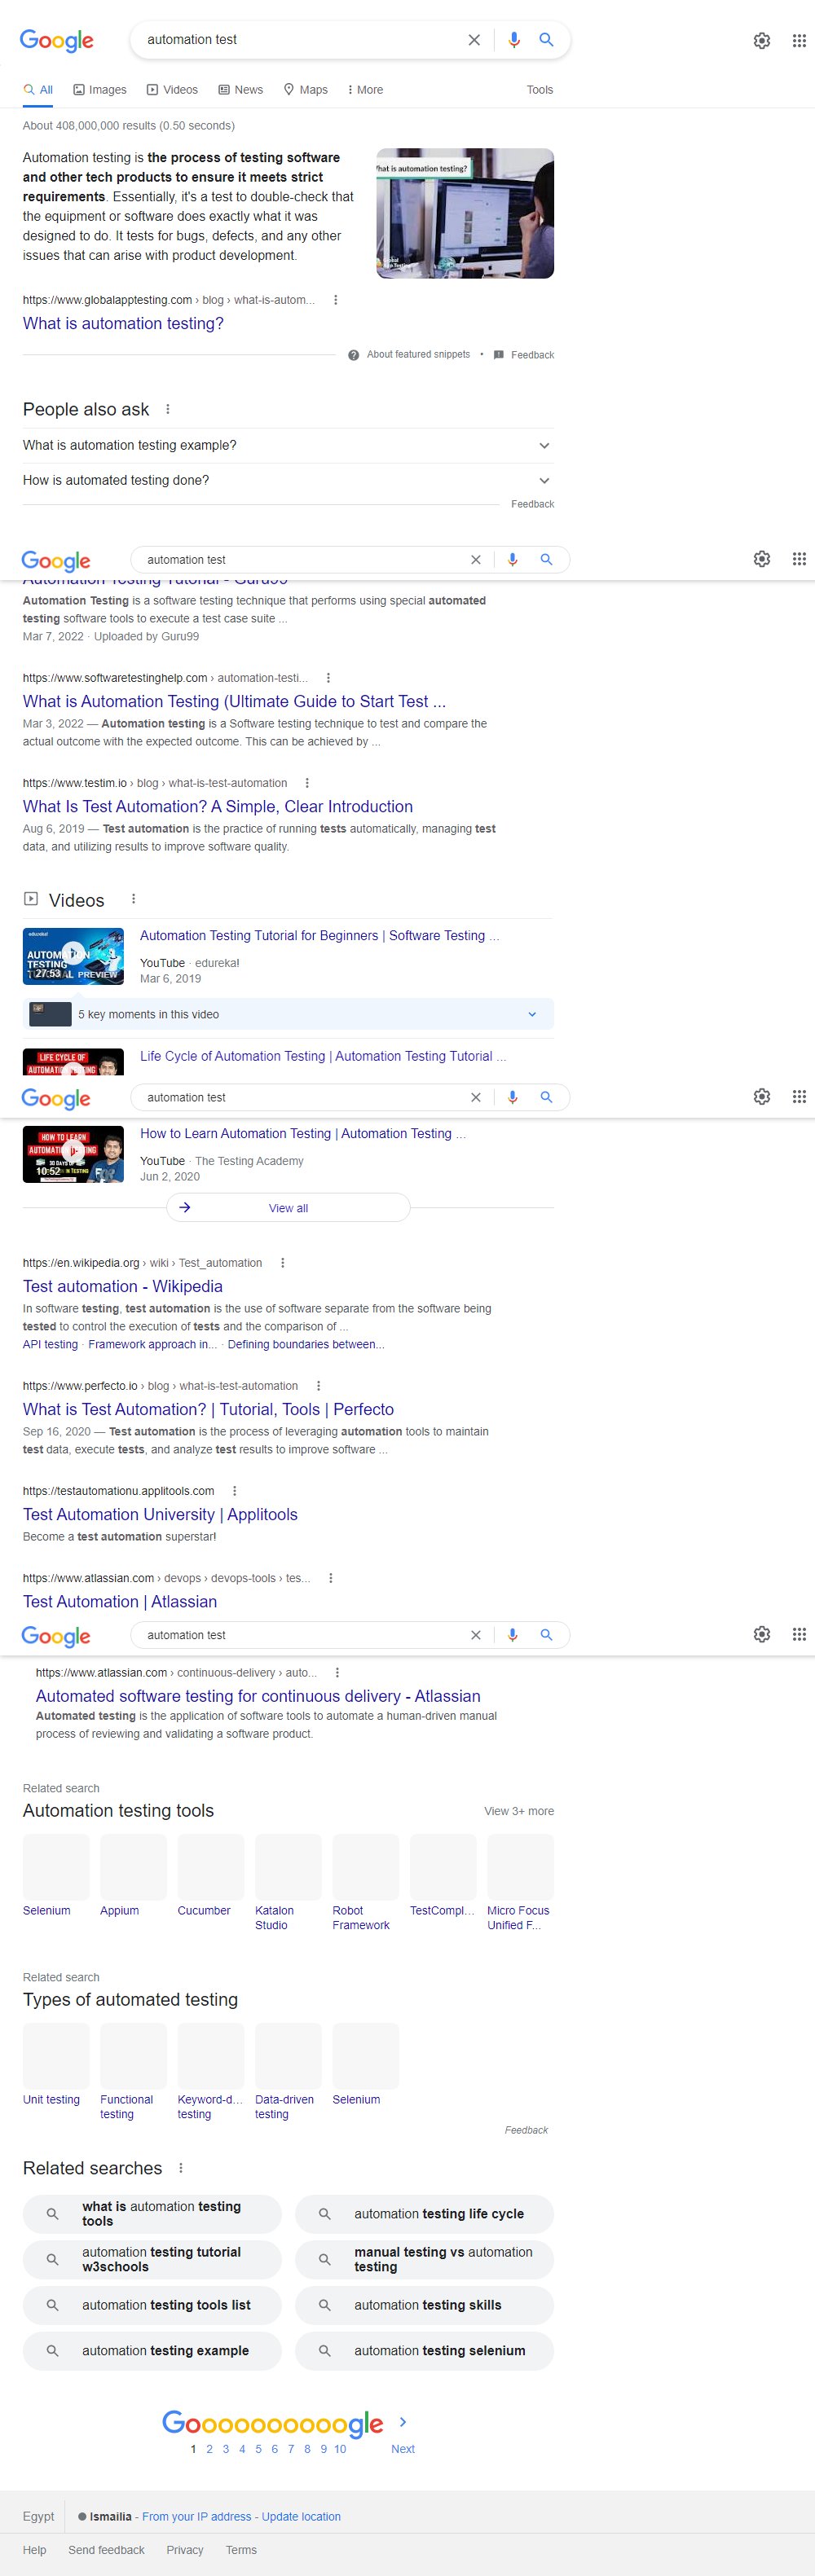 Google
automation test
All Images Videos News Maps More Tools
About 408,000,000 results (0.50 seconds)
Automation testing is the process of testing software
and other tech products to ensure it meets strict
requirements. Essentially, it's a test to double-check that
the equipment or software does exactly what it was
designed to do. It tests for bugs, defects, and any other
issues that can arise with product development.
hat is automation testing?
https://www.globalapptesting.com › blog › what-is-autom...
What is automation testing?
About featured snippets • Feedback
People also ask
What is automation testing example?
How is automated testing done?
Feedback
Google
automation test
Automation Testing Tutorial - Guru99
Automation Testing is a software testing technique that performs using special automated
testing software tools to execute a test case suite ...
Mar 7, 2022 · Uploaded by Guru99
https://www.softwaretestinghelp.com › automation-testi...
What is Automation Testing (Ultimate Guide to Start Test ...
Mar 3, 2022 — Automation testing is a Software testing technique to test and compare the
actual outcome with the expected outcome. This can be achieved by ...
https://www.testim.io › blog › what-is-test-automation
What Is Test Automation? A Simple, Clear Introduction
Aug 6, 2019 — Test automation is the practice of running tests automatically, managing test
data, and utilizing results to improve software quality.
Videos
edureka!
AUTOMATION
TESTING
TUTORIAL PREVIEW
27:53
Automation Testing Tutorial for Beginners | Software Testing ...
YouTube · edureka!
Mar 6, 2019
5 key moments in this video
LIFE CYCLE OF
AUTOMATION TESTING
Life Cycle of Automation Testing | Automation Testing Tutorial ...
Google
automation test
HOW TO LEARN
AUTOMATION TESTING
30 DAYS OF
10:52
IN TESTING
How to Learn Automation Testing | Automation Testing ...
YouTube · The Testing Academy
Jun 2, 2020
View all
https://en.wikipedia.org › wiki › Test_automation
Test automation - Wikipedia
In software testing, test automation is the use of software separate from the software being
tested to control the execution of tests and the comparison of ...
API testing · Framework approach in... · Defining boundaries between...
https://www.perfecto.io › blog › what-is-test-automation
What is Test Automation? | Tutorial, Tools | Perfecto
Sep 16, 2020 — Test automation is the process of leveraging automation tools to maintain
test data, execute tests, and analyze test results to improve software ...
https://testautomationu.applitools.com
Test Automation University | Applitools
Become a test automation superstar!
https://www.atlassian.com › devops › devops-tools › tes...
Test Automation | Atlassian
Google
automation test
https://www.atlassian.com › continuous-delivery › auto...
Automated software testing for continuous delivery - Atlassian
Automated testing is the application of software tools to automate a human-driven manual
process of reviewing and validating a software product.
Related search
Automation testing tools
View 3+ more
Selenium Appium Cucumber Katalon Robot TestCompl... Micro Focus
Studio Framework Unified F...
Related search
Types of automated testing
Unit testing Functional Keyword-d... Data-driven Selenium
testing testing testing
Feedback
Related searches
what is automation testing
tools
automation testing life cycle
automation testing tutorial
w3schools
manual testing vs automation
testing
automation testing tools list
automation testing skills
automation testing example
automation testing selenium
Goooooooooogle
1 2 3 4 5 6 7 8 9 10 Next
Egypt
Ismailia - From your IP address - Update location
Help Send feedback Privacy Terms